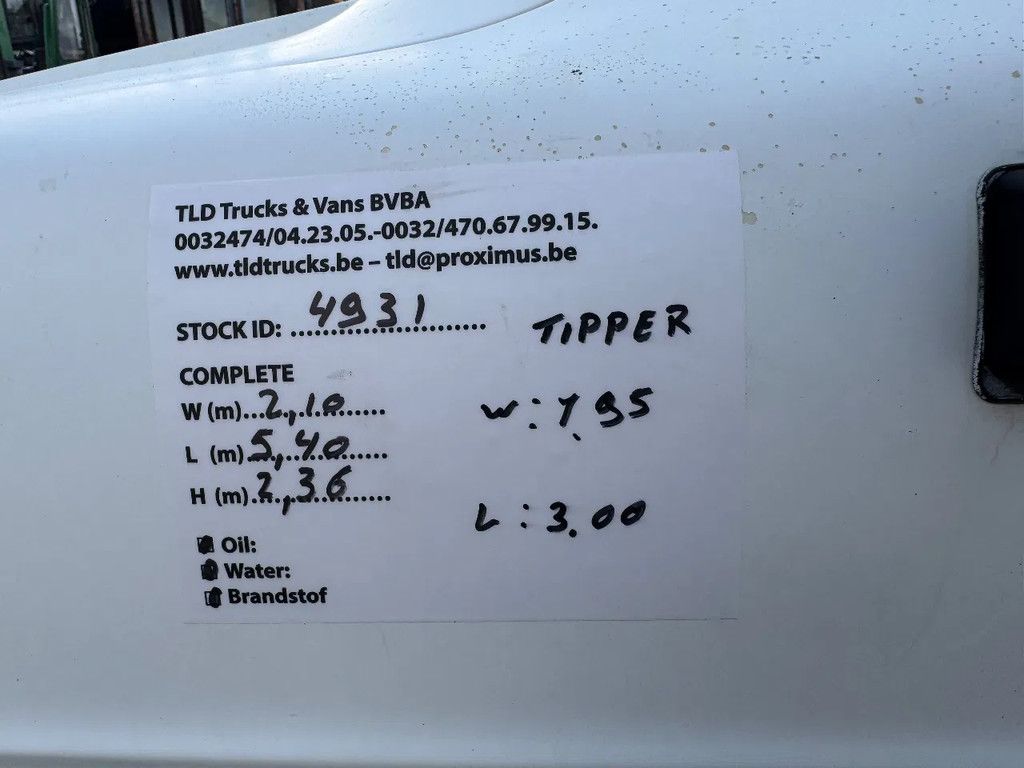 TLD Trucks & Vans BVBA
0032474/04.23.05.-0032/470.67.99.15.
www.tldtrucks.be – tld@proximus.be
STOCK ID: 4931
TIPPER
COMPLETE
W (m) 2,10
W: 1.95
L (m) 5,40
H (m) 2,36
L: 3.00
Oil:
Water:
Brandstof